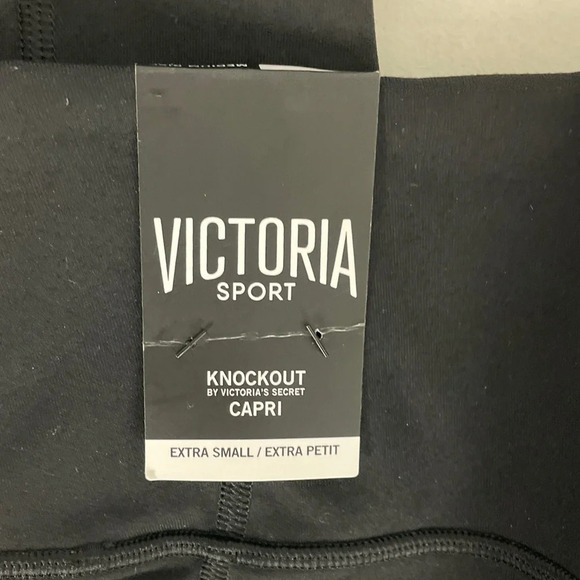 VICTORIA
SPORT
KNOCKOUT
BY VICTORIA'S SECRET
CAPRI
EXTRA SMALL / EXTRA PETIT